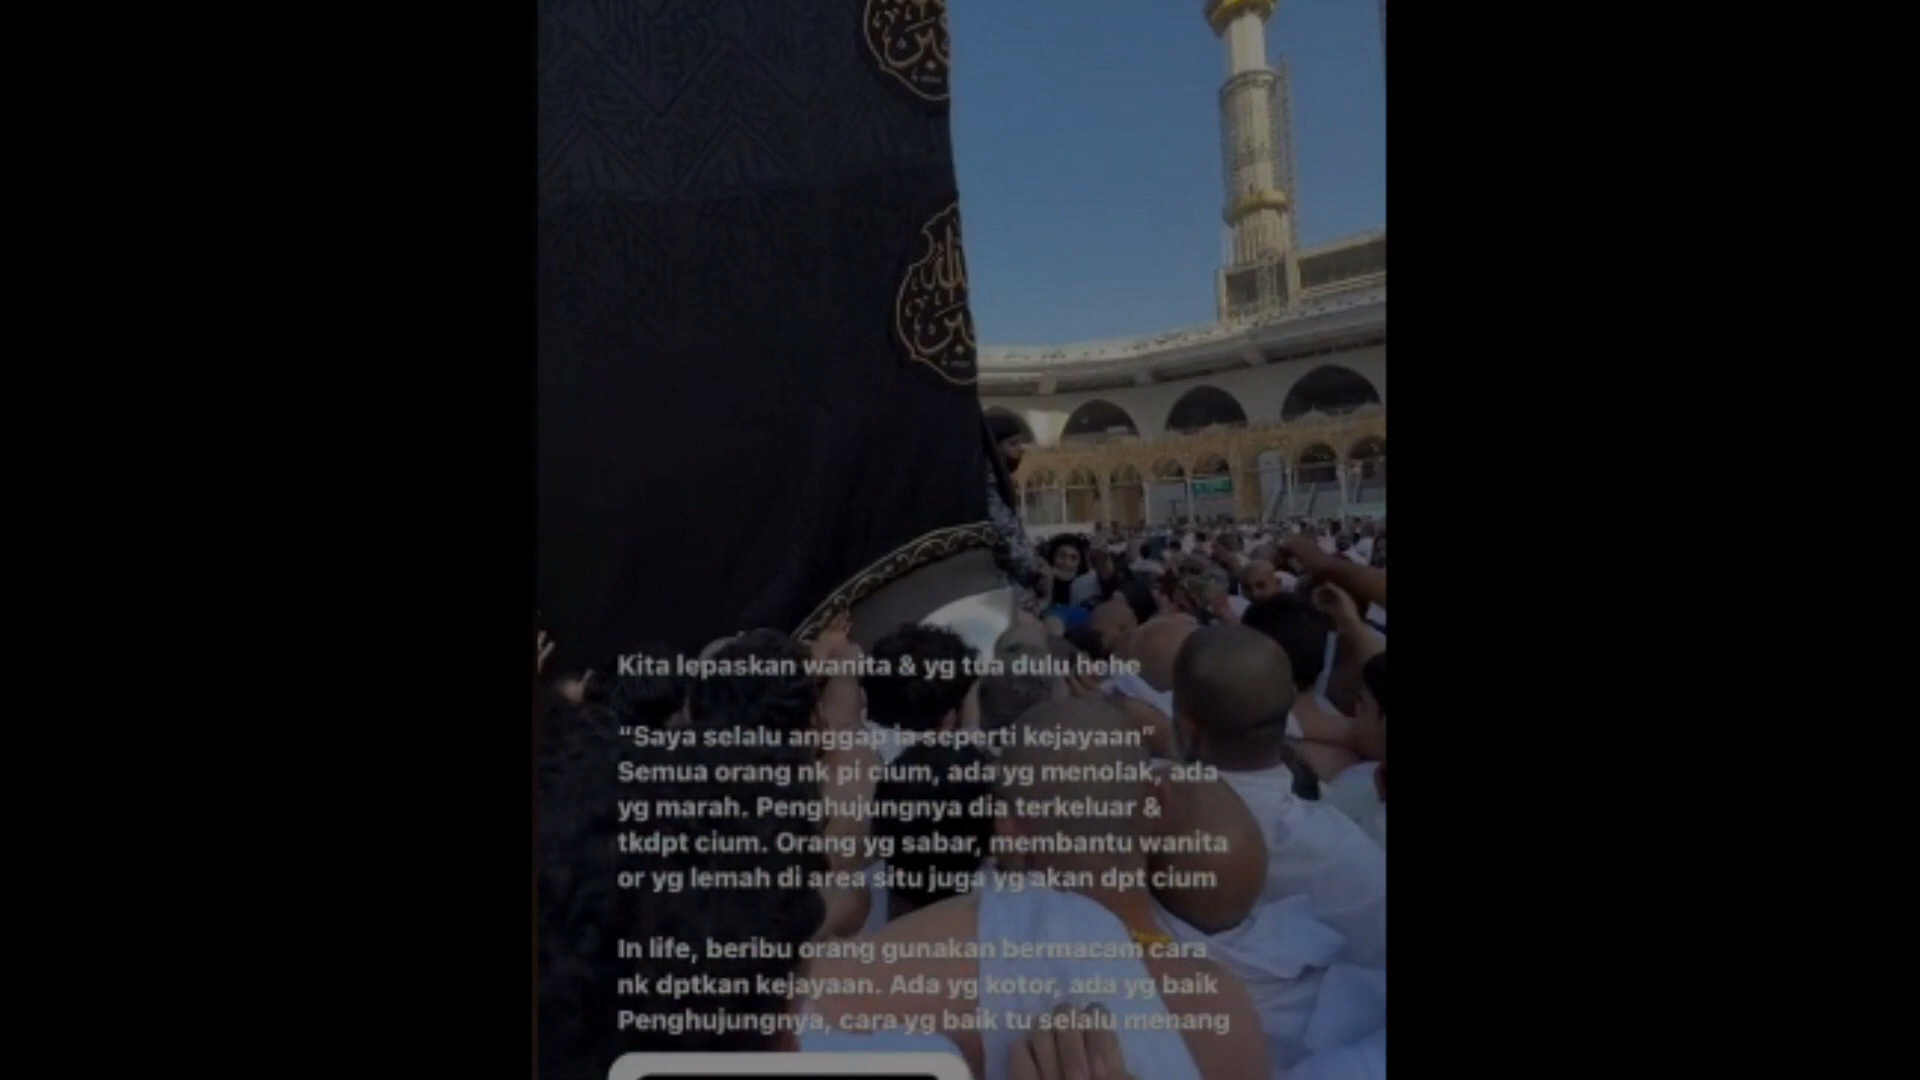 الله
Kita lepaskan wanita & yg tua dulu hehe
“Saya selalu anggap ia seperti kejayaan”
Semua orang nk pi cium, ada yg menolak, ada
yg marah. Penghujungnya dia terkeluar &
tkdpt cium. Orang yg sabar, membantu wanita
or yg lemah di area situ juga yg akan dpt cium
In life, beribu orang gunakan bermacam cara
nk dptkan kejayaan. Ada yg kotor, ada yg baik
Penghujungnya, cara yg baik tu selalu menang